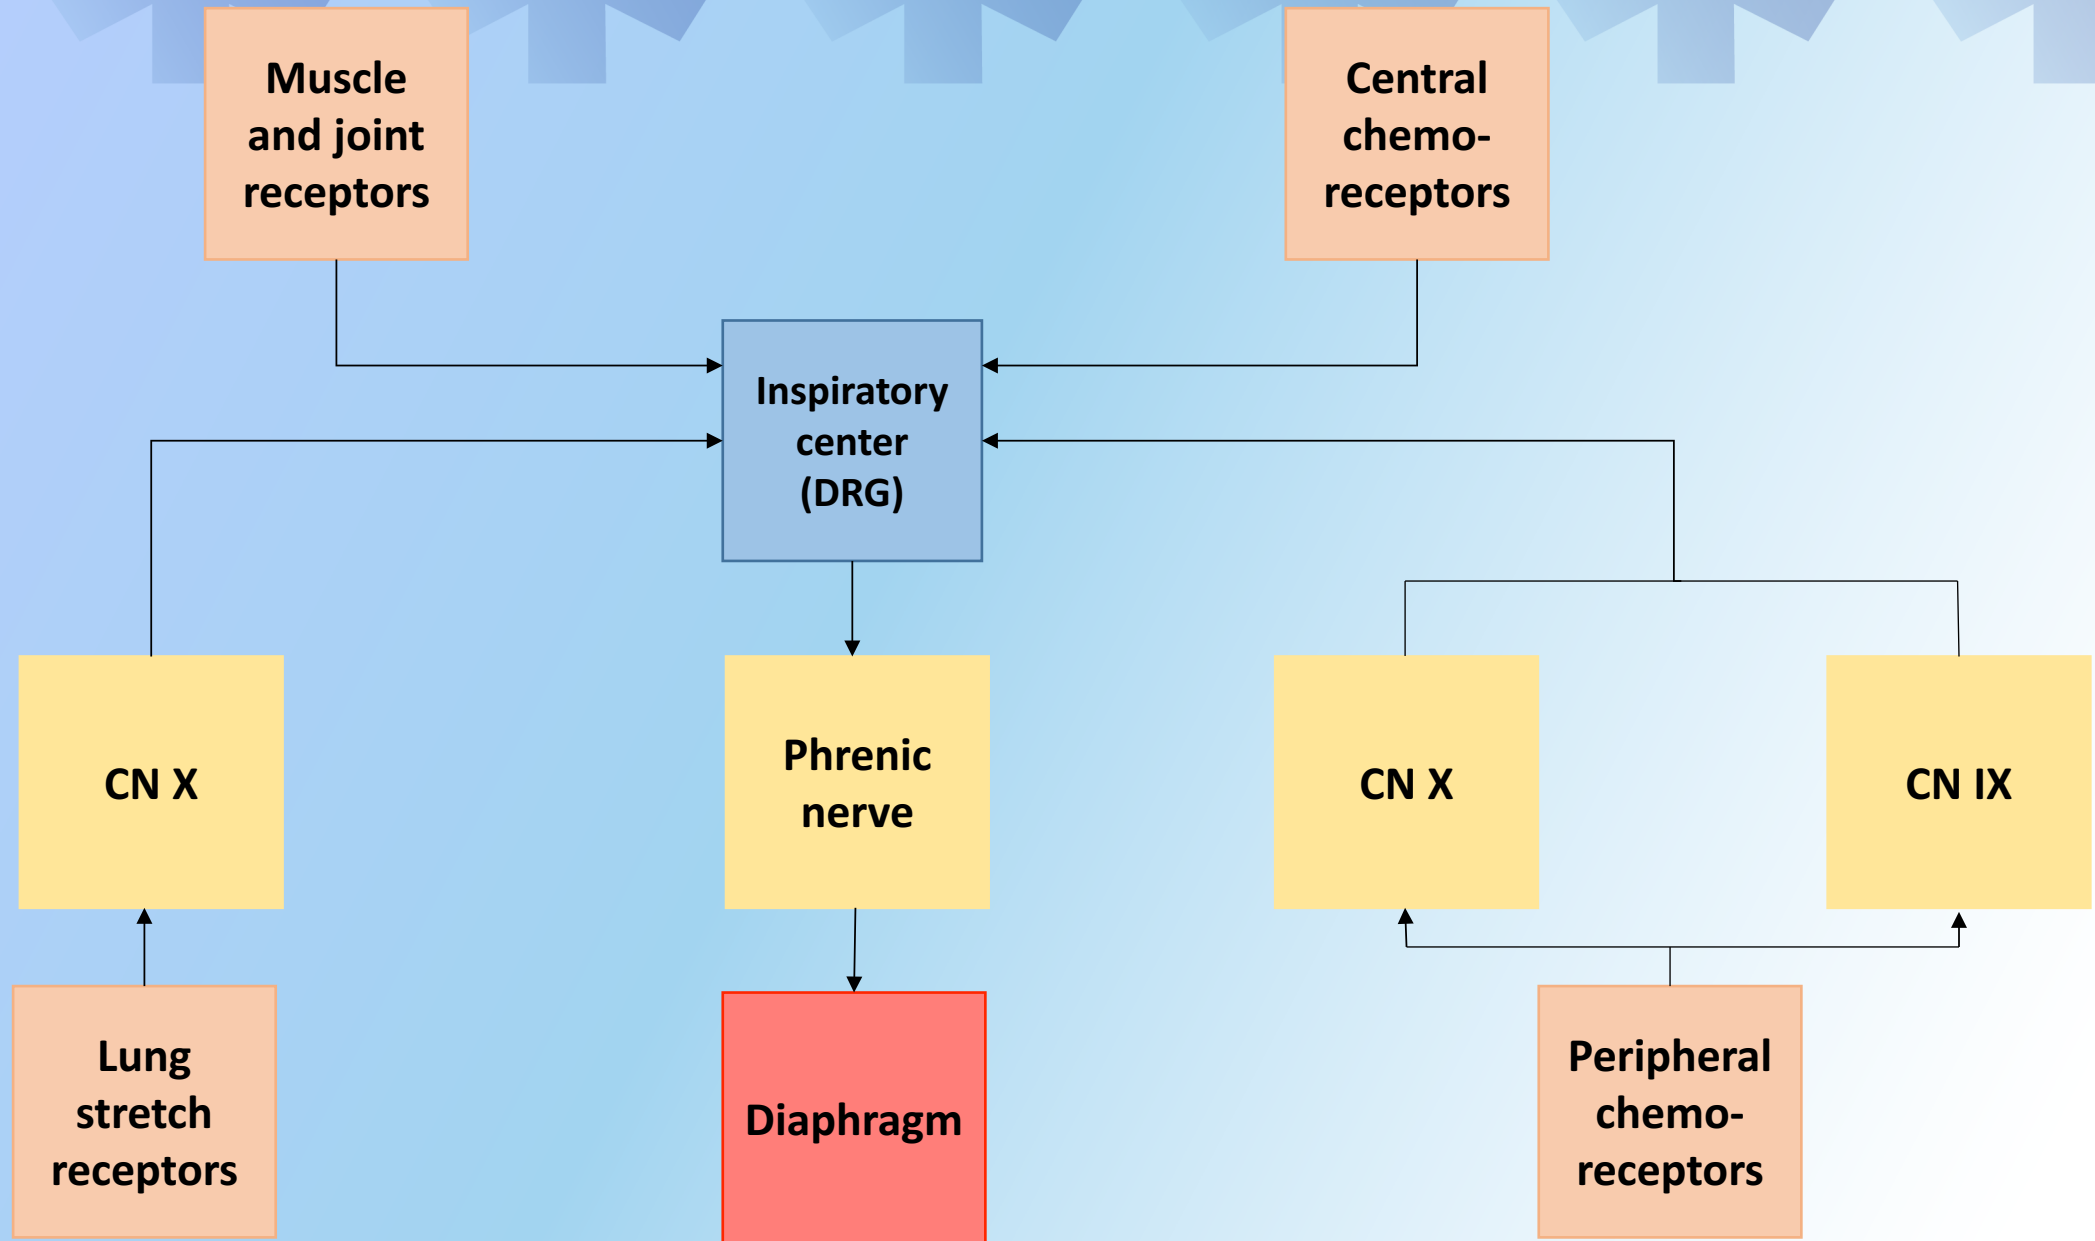 Muscle
and joint
receptors
Central
chemo-
receptors
Inspiratory
center
(DRG)
CN X
Phrenic
nerve
CN X
CN IX
Lung
stretch
receptors
Diaphragm
Peripheral
chemo-
receptors